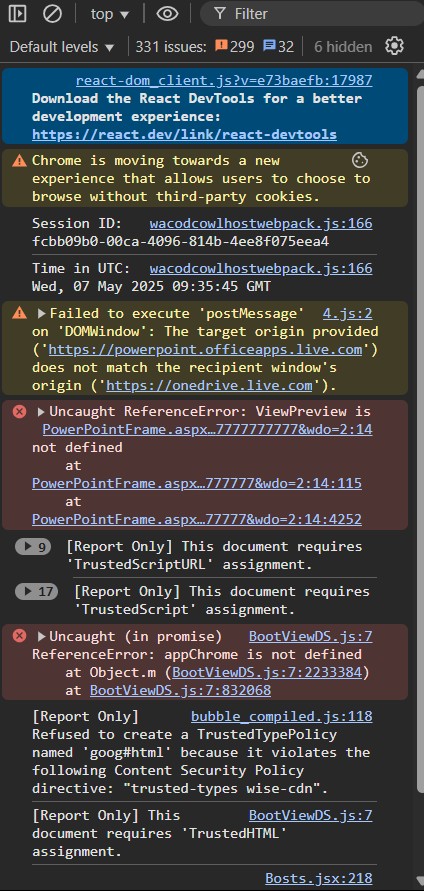 top
Filter
Default levels
331 issues: 299 32
6 hidden
react-dom_client.js?v=e73baefb:17987
Download the React DevTools for a better
development experience:
https://react.dev/link/react-devtools
Chrome is moving towards a new
experience that allows users to choose to
browse without third-party cookies.
Session ID: wacodcowlhostwebpack.js:166
fcbb09b0-00ca-4096-814b-4ee8f075eea4
Time in UTC: wacodcowlhostwebpack.js:166
Wed, 07 May 2025 09:35:45 GMT
Failed to execute 'postMessage' 4.js:2
on 'DOMWindow': The target origin provided
('https://powerpoint.officeapps.live.com')
does not match the recipient window's
origin ('https://onedrive.live.com').
Uncaught ReferenceError: ViewPreview is
PowerPointFrame.aspx…7777777777&wdo=2:14
not defined
at
PowerPointFrame.aspx…777777&wdo=2:14:115
at
PowerPointFrame.aspx…77777&wdo=2:14:4252
9 [Report Only] This document requires
'TrustedScriptURL' assignment.
17 [Report Only] This document requires
'TrustedScript' assignment.
Uncaught (in promise) BootViewDS.js:7
ReferenceError: appChrome is not defined
at Object.m (BootViewDS.js:7:2233384)
at BootViewDS.js:7:832068
[Report Only] bubble_compiled.js:118
Refused to create a TrustedTypePolicy
named 'goog#html' because it violates the
following Content Security Policy
directive: "trusted-types wise-cdn".
[Report Only] This BootViewDS.js:7
document requires 'TrustedHTML'
assignment.
Bosts.jsx:218